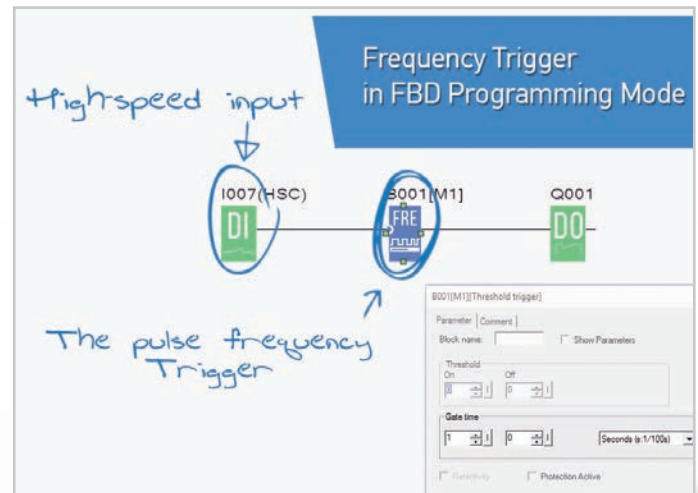 Frequency Trigger
in FBD Programming Mode
High-speed input
I007(HSC)
B001[M1]
Q001
DI
FRE
DO
The pulse frequency
Trigger
B001[M1][Threshold trigger]
Parameter
Comment
Block name:
Show Parameters
Threshold
On
Off
0
0
Gate time
1
0
Seconds (s:1/100s)
Retentivity
Protection Active